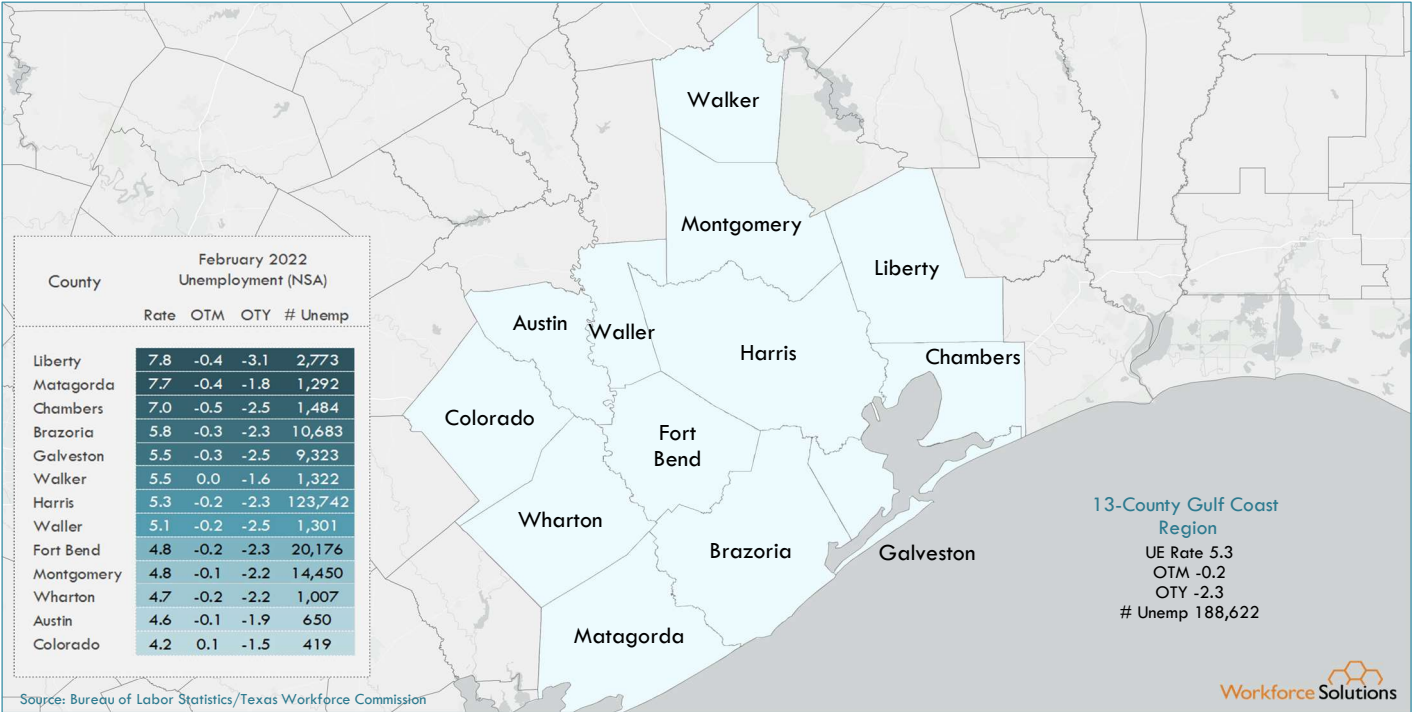 Walker
Montgomery
Liberty
Austin
Waller
Harris
Chambers
Colorado
Fort
Bend
Wharton
Brazoria
Galveston
Matagorda
County
February 2022
Unemployment (NSA)
Rate OTM OTY # Unemp
Liberty 7.8 -0.4 -3.1 2,773
Matagorda 7.7 -0.4 -1.8 1,292
Chambers 7.0 -0.5 -2.5 1,484
Brazoria 5.8 -0.3 -2.3 10,683
Galveston 5.5 -0.3 -2.5 9,323
Walker 5.5 0.0 -1.6 1,322
Harris 5.3 -0.2 -2.3 123,742
Waller 5.1 -0.2 -2.5 1,301
Fort Bend 4.8 -0.2 -2.3 20,176
Montgomery 4.8 -0.1 -2.2 14,450
Wharton 4.7 -0.2 -2.2 1,007
Austin 4.6 -0.1 -1.9 650
Colorado 4.2 0.1 -1.5 419
13-County Gulf Coast
Region
UE Rate 5.3
OTM -0.2
OTY -2.3
# Unemp 188,622
Source: Bureau of Labor Statistics/Texas Workforce Commission
Workforce Solutions